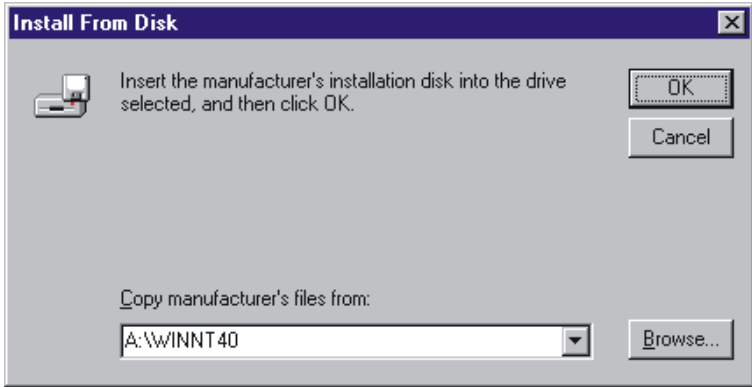 Install From Disk
Insert the manufacturer's installation disk into the drive
selected, and then click OK.
OK
Cancel
Copy manufacturer's files from:
A:\WINNT40
Browse...